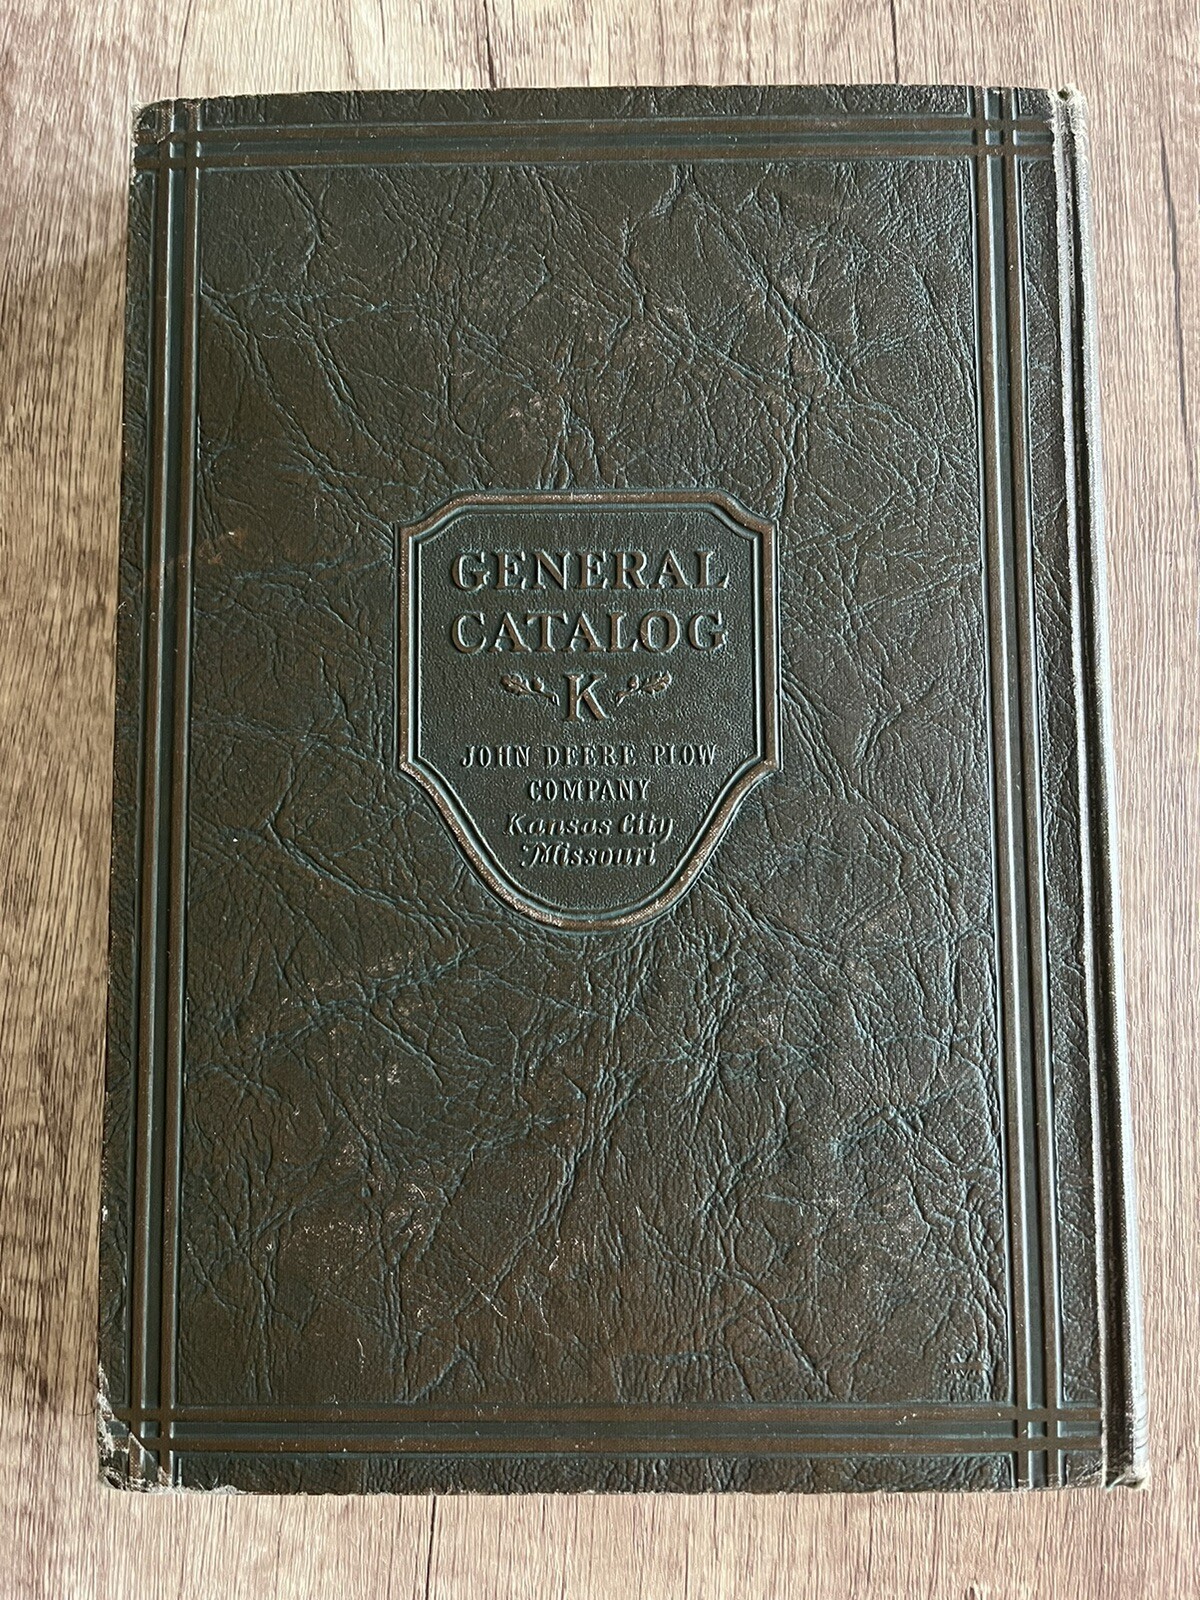 GENERAL
CATALOG
K
JOHN DEERE PLOW
COMPANY
Kansas City
Missouri